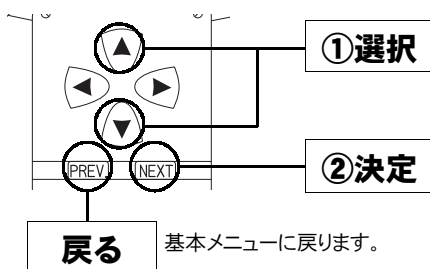 ①選択
PREV.
NEXT
②決定
戻る
基本メニューに戻ります。